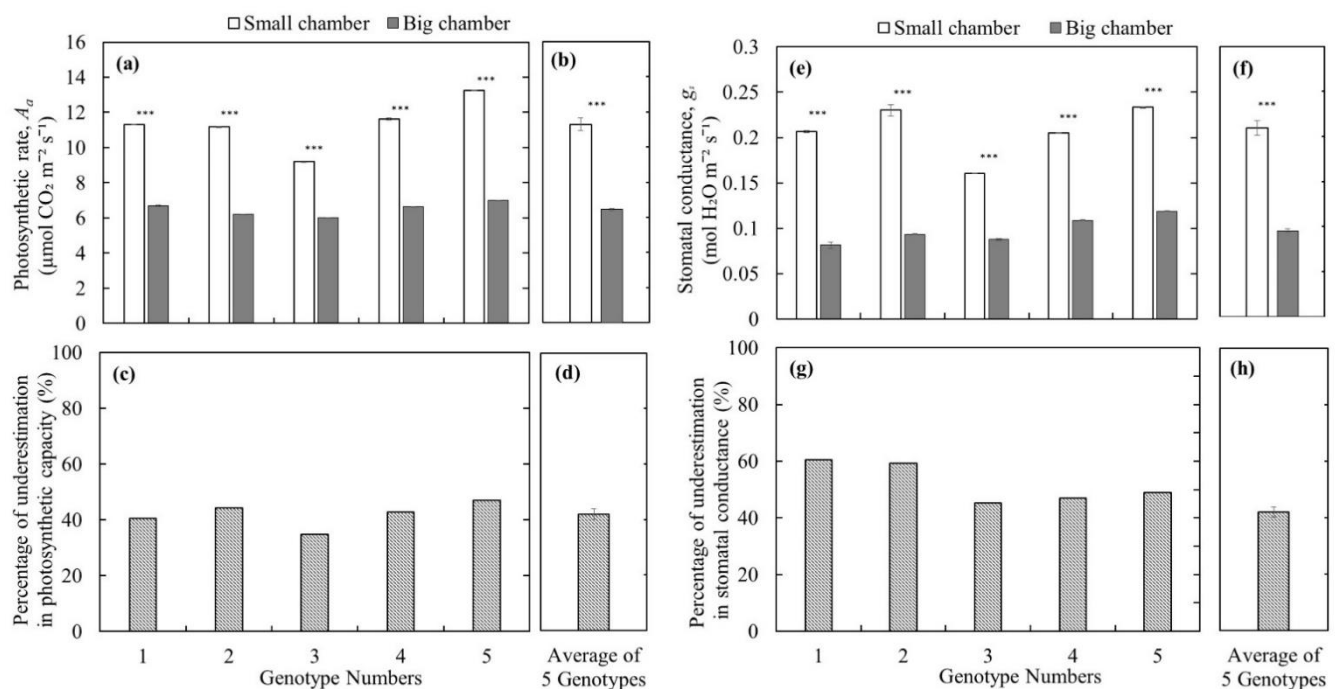 Small chamber Big chamber
(a)
Photosynthetic rate, Aₐ
(µmol CO₂ m⁻² s⁻¹)
16
14
12
10
8
6
4
2
0
*** *** *** *** ***
(b)
***
(c)
Percentage of underestimation
in photosynthetic capacity (%)
100
80
60
40
20
0
1 2 3 4 5
Genotype Numbers
(d)
Average of
5 Genotypes
Small chamber Big chamber
(e)
Stomatal conductance, gₛ
(mol H₂O m⁻² s⁻¹)
0.3
0.25
0.2
0.15
0.1
0.05
0
*** *** *** *** ***
(f)
***
(g)
Percentage of underestimation
in stomatal conductance (%)
100
80
60
40
20
0
1 2 3 4 5
Genotype Numbers
(h)
Average of
5 Genotypes